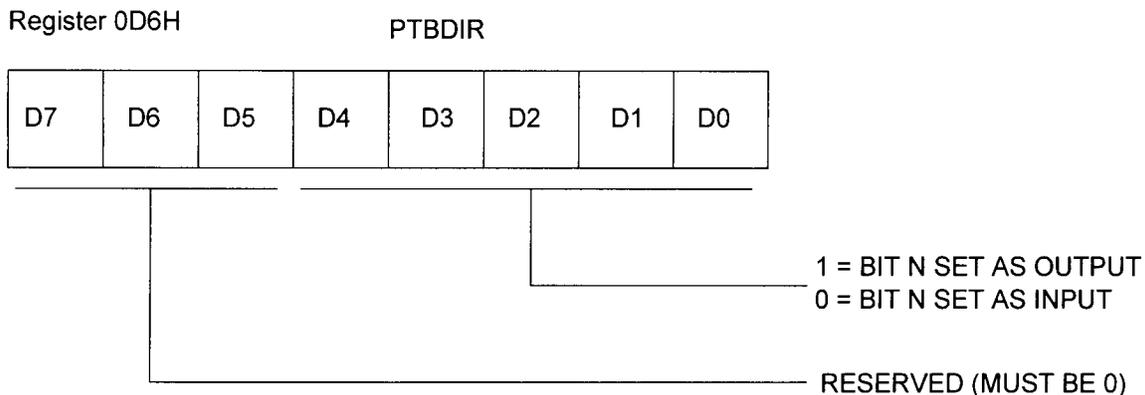 Register 0D6H
PTBDIR
D7 D6 D5 D4 D3 D2 D1 D0
1 = BIT N SET AS OUTPUT
0 = BIT N SET AS INPUT
RESERVED (MUST BE 0)